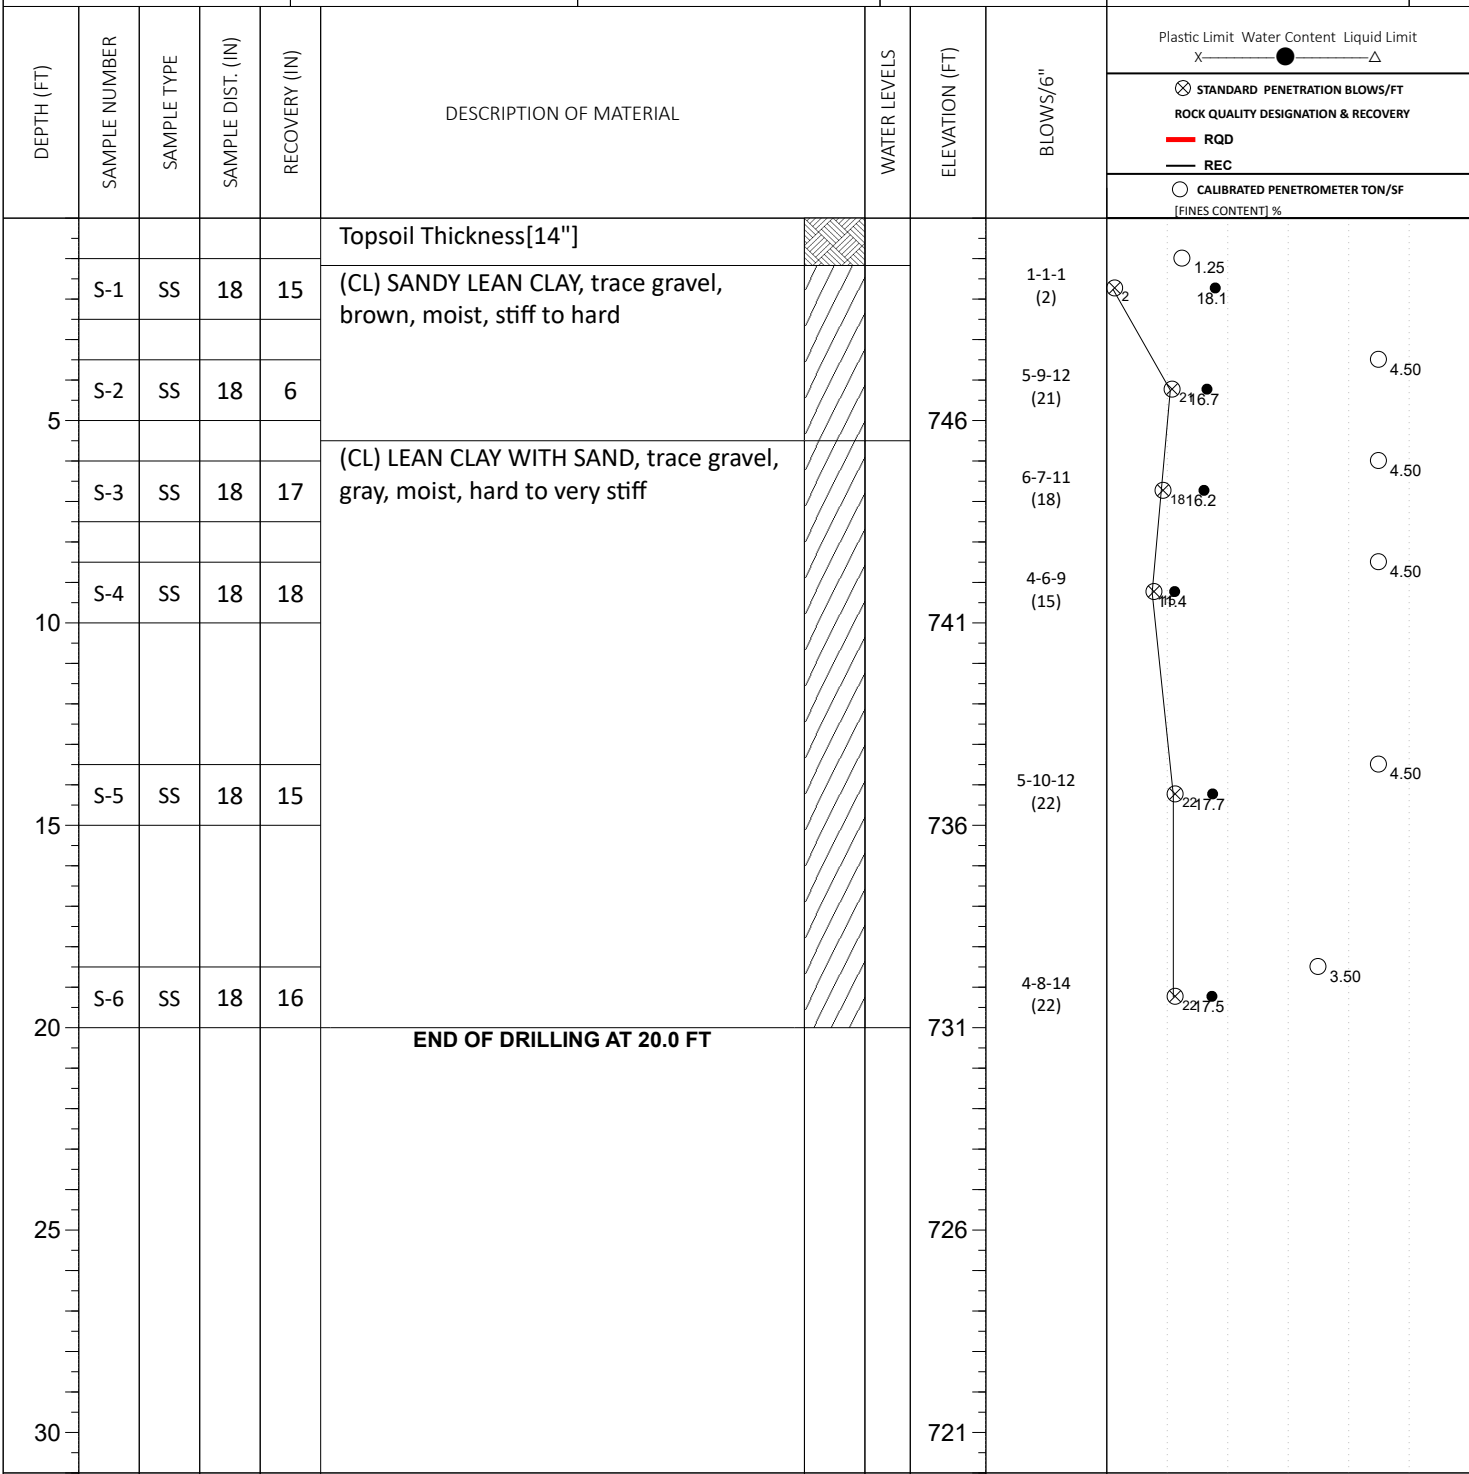 DEPTH (FT)
SAMPLE NUMBER
SAMPLE TYPE
SAMPLE DIST. (IN)
RECOVERY (IN)
DESCRIPTION OF MATERIAL
WATER LEVELS
ELEVATION (FT)
BLOWS/6"
Plastic Limit Water Content Liquid Limit
X
STANDARD PENETRATION BLOWS/FT
ROCK QUALITY DESIGNATION & RECOVERY
RQD
REC
CALIBRATED PENETROMETER TON/SF
[FINES CONTENT] %
Topsoil Thickness[14"]
S-1 SS 18 15
(CL) SANDY LEAN CLAY, trace gravel,
brown, moist, stiff to hard
1-1-1
(2)
1.25
2
18.1
S-2 SS 18 6
5-9-12
(21)
4.50
21
16.7
5
746
(CL) LEAN CLAY WITH SAND, trace gravel,
gray, moist, hard to very stiff
S-3 SS 18 17
6-7-11
(18)
4.50
18
16.2
S-4 SS 18 18
4-6-9
(15)
4.50
10
741
S-5 SS 18 15
5-10-12
(22)
4.50
22
17.7
15
736
S-6 SS 18 16
4-8-14
(22)
3.50
22
17.5
20
731
END OF DRILLING AT 20.0 FT
25
726
30
721